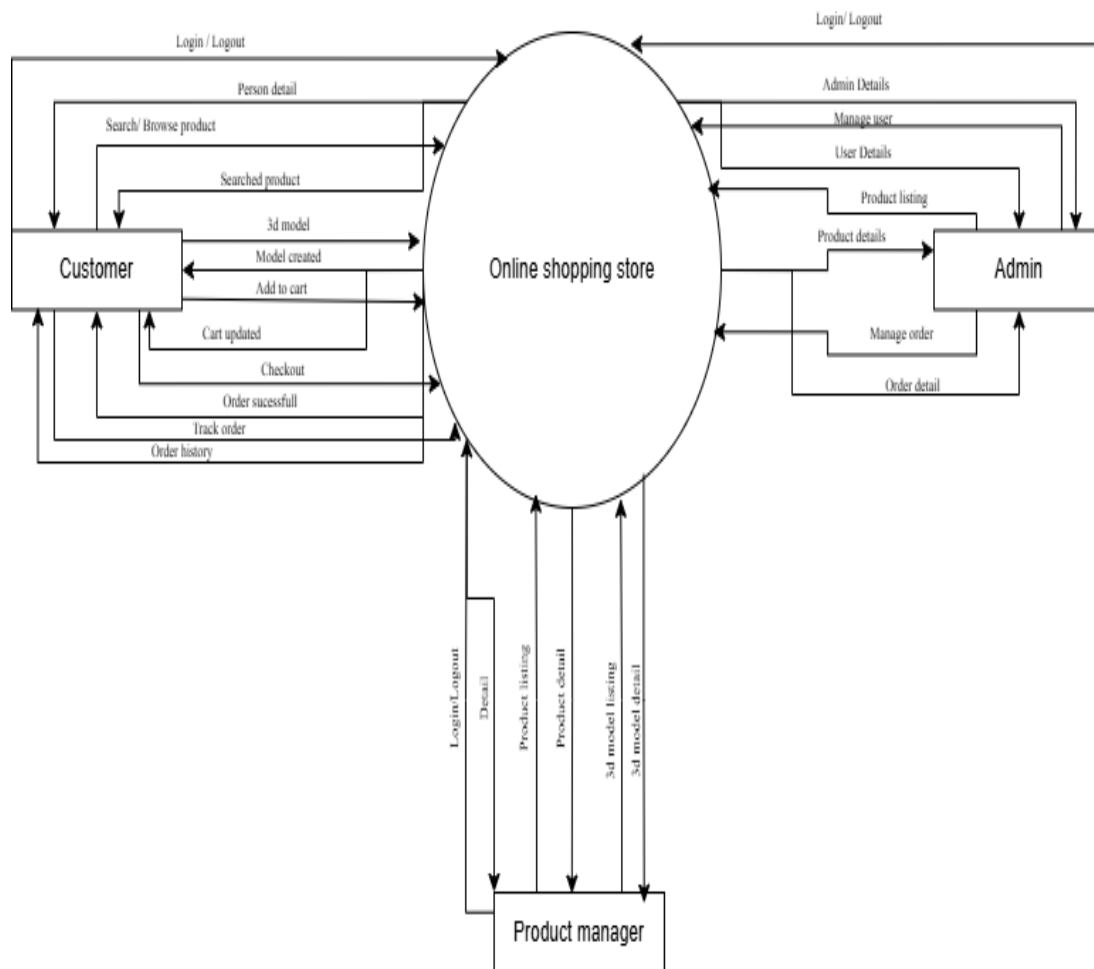 Login / Logout
Login/ Logout
Person detail
Admin Details
Search/ Browse product
Manage user
User Details
Searched product
Product listing
3d model
Product details
Model created
Customer
Online shopping store
Admin
Add to cart
Cart updated
Manage order
Checkout
Order detail
Order sucessfull
Track order
Order history
Login/Logout
Detail
Product listing
Product detail
3d model listing
3d model detail
Product manager